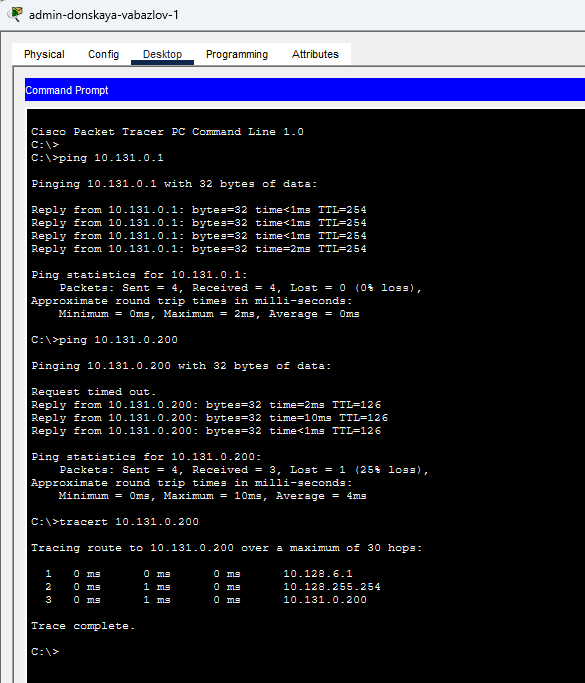 admin-donskaya-vabazlov-1
Physical Config Desktop Programming Attributes
Command Prompt
Cisco Packet Tracer PC Command Line 1.0
C:\>
C:\>ping 10.131.0.1
Pinging 10.131.0.1 with 32 bytes of data:
Reply from 10.131.0.1: bytes=32 time<1ms TTL=254
Reply from 10.131.0.1: bytes=32 time<1ms TTL=254
Reply from 10.131.0.1: bytes=32 time<1ms TTL=254
Reply from 10.131.0.1: bytes=32 time=2ms TTL=254
Ping statistics for 10.131.0.1:
Packets: Sent = 4, Received = 4, Lost = 0 (0% loss),
Approximate round trip times in milli-seconds:
Minimum = 0ms, Maximum = 2ms, Average = 0ms
C:\>ping 10.131.0.200
Pinging 10.131.0.200 with 32 bytes of data:
Request timed out.
Reply from 10.131.0.200: bytes=32 time=2ms TTL=126
Reply from 10.131.0.200: bytes=32 time=10ms TTL=126
Reply from 10.131.0.200: bytes=32 time<1ms TTL=126
Ping statistics for 10.131.0.200:
Packets: Sent = 4, Received = 3, Lost = 1 (25% loss),
Approximate round trip times in milli-seconds:
Minimum = 0ms, Maximum = 10ms, Average = 4ms
C:\>tracert 10.131.0.200
Tracing route to 10.131.0.200 over a maximum of 30 hops:
1 0 ms 0 ms 0 ms 10.128.6.1
2 0 ms 1 ms 0 ms 10.128.255.254
3 0 ms 1 ms 0 ms 10.131.0.200
Trace complete.
C:\>